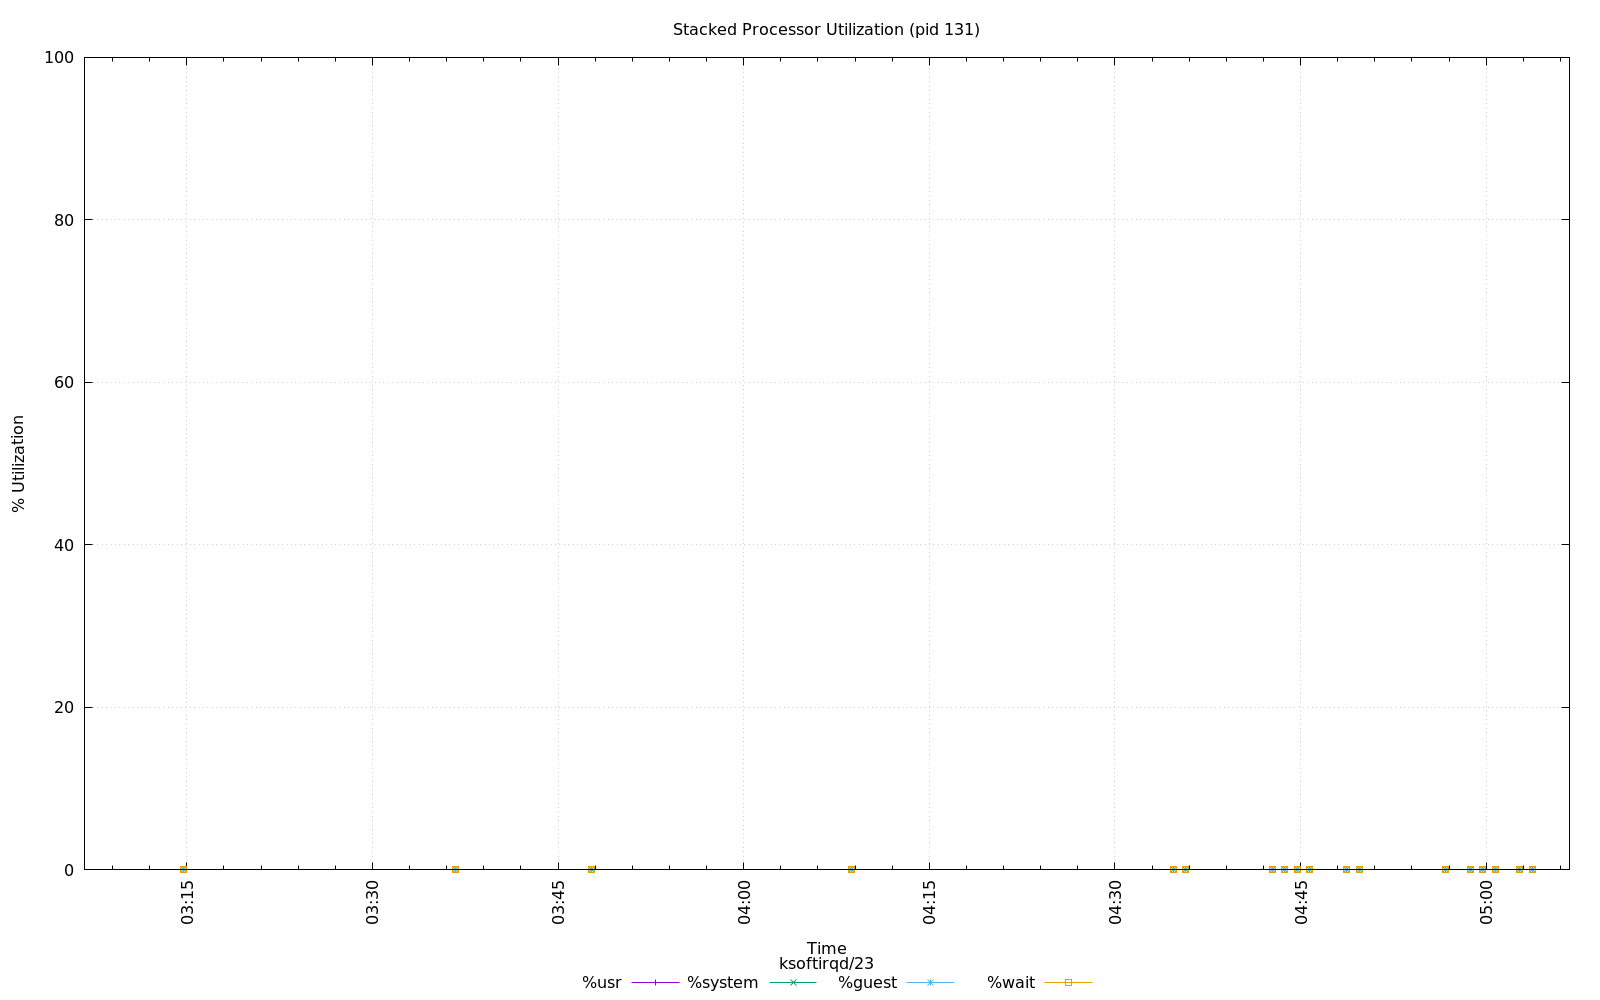 Stacked Processor Utilization (pid 131)
100
80
60
40
20
0
% Utilization
03:15
03:30
03:45
04:00
04:15
04:30
04:45
05:00
Time
ksoftirqd/23
%usr %system %guest %wait